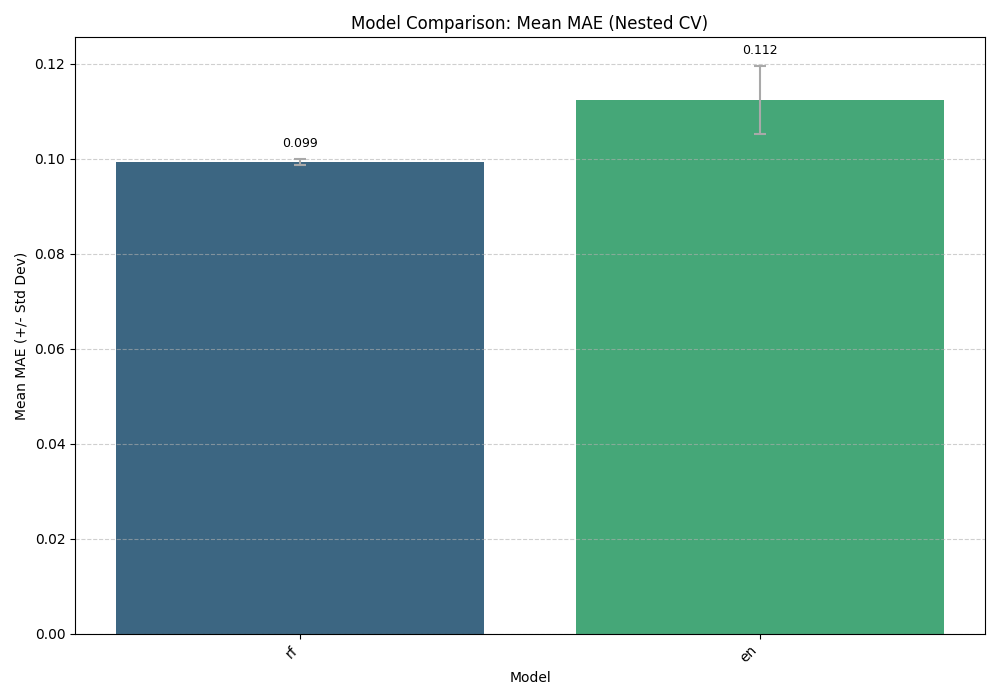 Model Comparison: Mean MAE (Nested CV)
Mean MAE (+/- Std Dev)
0.12
0.10
0.08
0.06
0.04
0.02
0.00
0.099
0.112
rf
en
Model